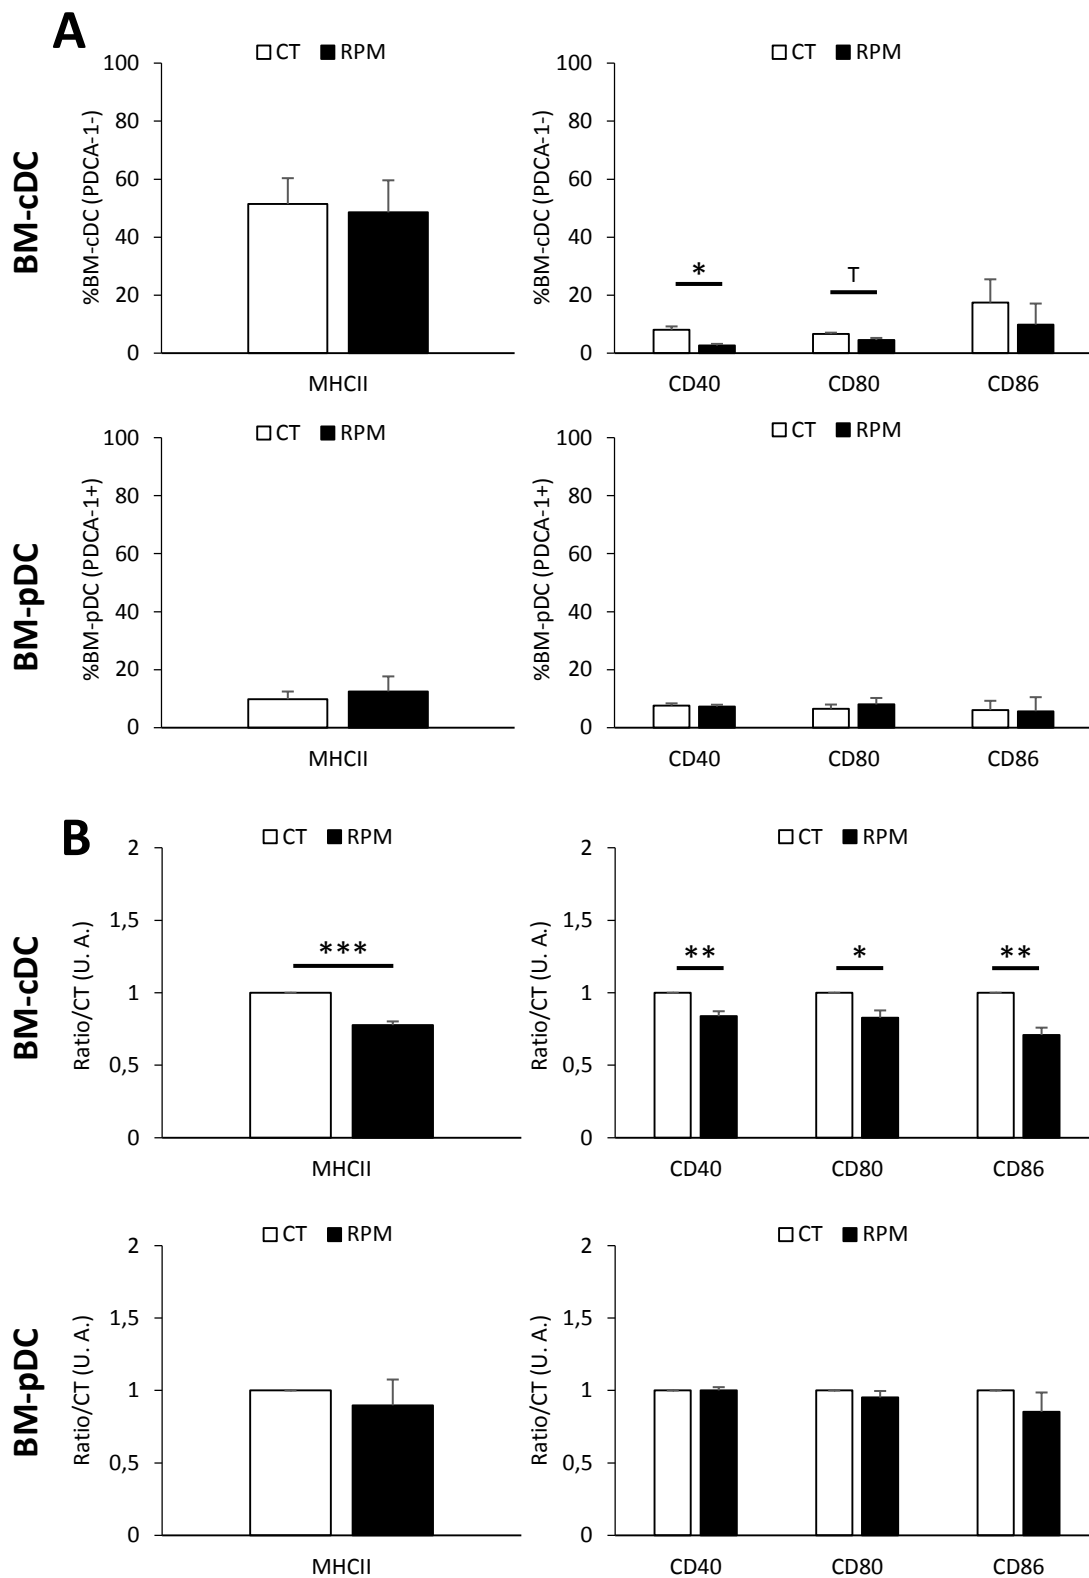 A
BM-cDC
CT RPM
%BM-cDC (PDCA-1-)
100
80
60
40
20
0
MHCII
CT RPM
%BM-cDC (PDCA-1-)
100
80
60
40
20
0
*
T
CD40 CD80 CD86
BM-pDC
CT RPM
%BM-pDC (PDCA-1+)
100
80
60
40
20
0
MHCII
CT RPM
%BM-pDC (PDCA-1+)
100
80
60
40
20
0
CD40 CD80 CD86
B
BM-cDC
CT RPM
Ratio/CT (U. A.)
2
1,5
1
0,5
0
***
MHCII
CT RPM
Ratio/CT (U. A.)
2
1,5
1
0,5
0
** * **
CD40 CD80 CD86
BM-pDC
CT RPM
Ratio/CT (U. A.)
2
1,5
1
0,5
0
MHCII
CT RPM
Ratio/CT (U. A.)
2
1,5
1
0,5
0
CD40 CD80 CD86